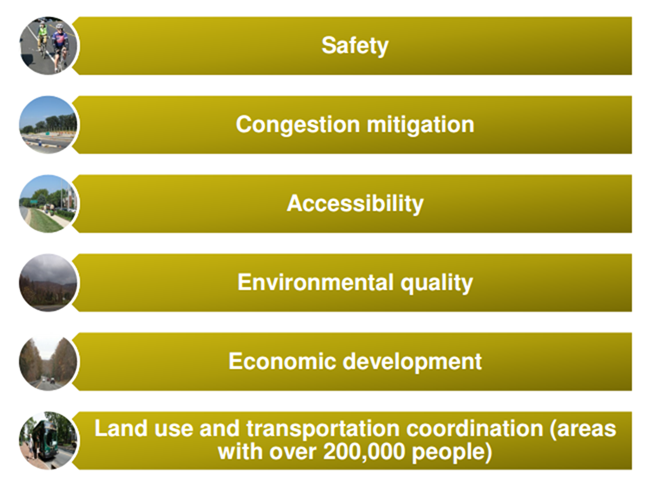 Safety
Congestion mitigation
Accessibility
Environmental quality
Economic development
Land use and transportation coordination (areas
with over 200,000 people)